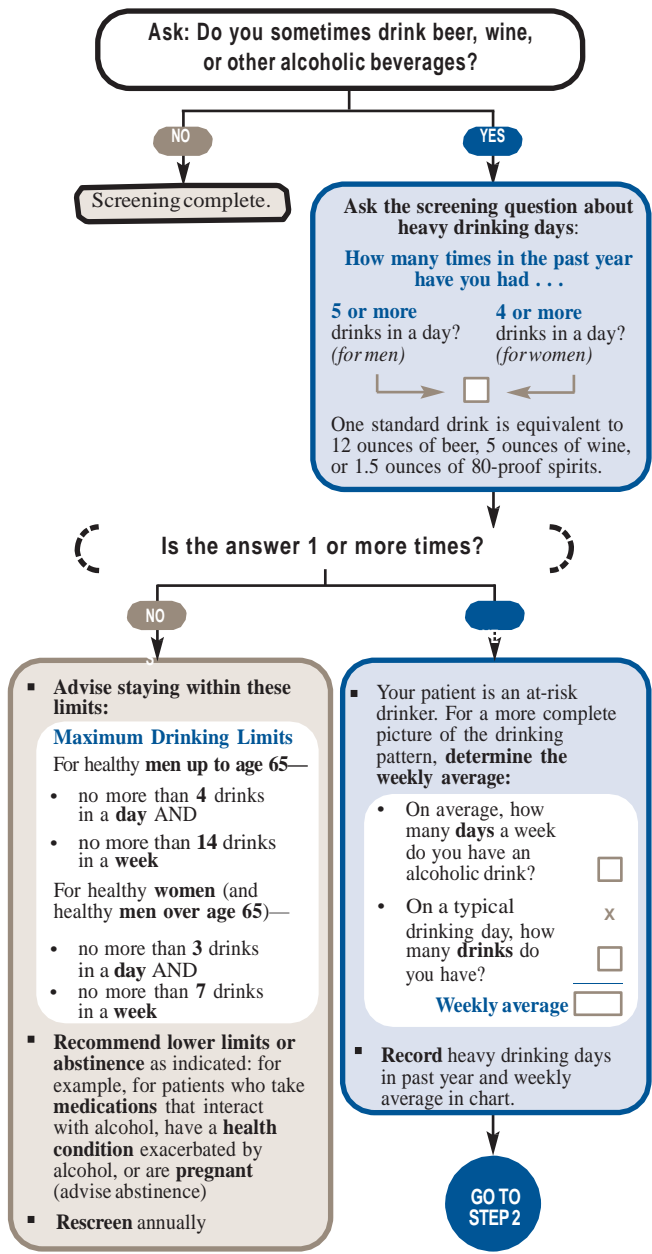 Ask: Do you sometimes drink beer, wine,
or other alcoholic beverages?
NO
YES
Screening complete.
Ask the screening question about
heavy drinking days:
How many times in the past year
have you had . . .
5 or more
drinks in a day?
(for men)
4 or more
drinks in a day?
(for women)
One standard drink is equivalent to
12 ounces of beer, 5 ounces of wine,
or 1.5 ounces of 80-proof spirits.
Is the answer 1 or more times?
NO
▪ Advise staying within these
limits:
Maximum Drinking Limits
For healthy men up to age 65—
• no more than 4 drinks
in a day AND
• no more than 14 drinks
in a week
For healthy women (and
healthy men over age 65)—
• no more than 3 drinks
in a day AND
• no more than 7 drinks
in a week
▪ Recommend lower limits or
abstinence as indicated: for
example, for patients who take
medications that interact
with alcohol, have a health
condition exacerbated by
alcohol, or are pregnant
(advise abstinence)
▪ Rescreen annually
▪ Your patient is an at-risk
drinker. For a more complete
picture of the drinking
pattern, determine the
weekly average:
• On average, how
many days a week
do you have an
alcoholic drink?
x
• On a typical
drinking day, how
many drinks do
you have?
Weekly average
▪ Record heavy drinking days
in past year and weekly
average in chart.
GO TO
STEP 2